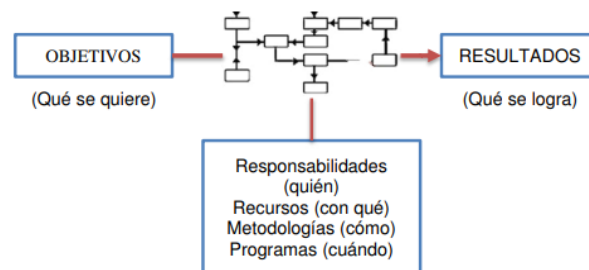 OBJETIVOS
RESULTADOS
(Qué se quiere)
(Qué se logra)
Responsabilidades
(quién)
Recursos (con qué)
Metodologías (cómo)
Programas (cuándo)